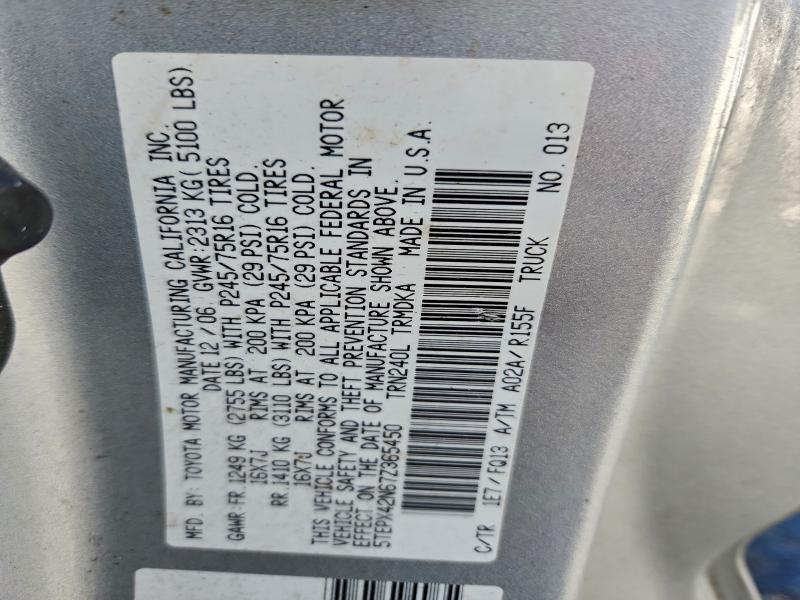 MFD. BY: TOYOTA MOTOR MANUFACTURING CALIFORNIA INC.
DATE 12/06 GVWR:2313 KG( 5100 LBS)
GAWR:FR.1249 KG (2755 LBS) WITH P245/75R16 TIRES
16X7J RIMS AT 200 KPA (29 PSI) COLD.
RR.1410 KG (3110 LBS) WITH P245/75R16 TIRES
16X7J RIMS AT 200 KPA (29 PSI) COLD.
THIS VEHICLE CONFORMS TO ALL APPLICABLE FEDERAL MOTOR
VEHICLE SAFETY AND THEFT PREVENTION STANDARDS IN
EFFECT ON THE DATE OF MANUFACTURE SHOWN ABOVE.
5TEPX42N67Z365450 TRN240L TRMDKA MADE IN U.S.A.
C/TR 1E7/FQ13 A/TM A02A/R155F TRUCK NO. 013